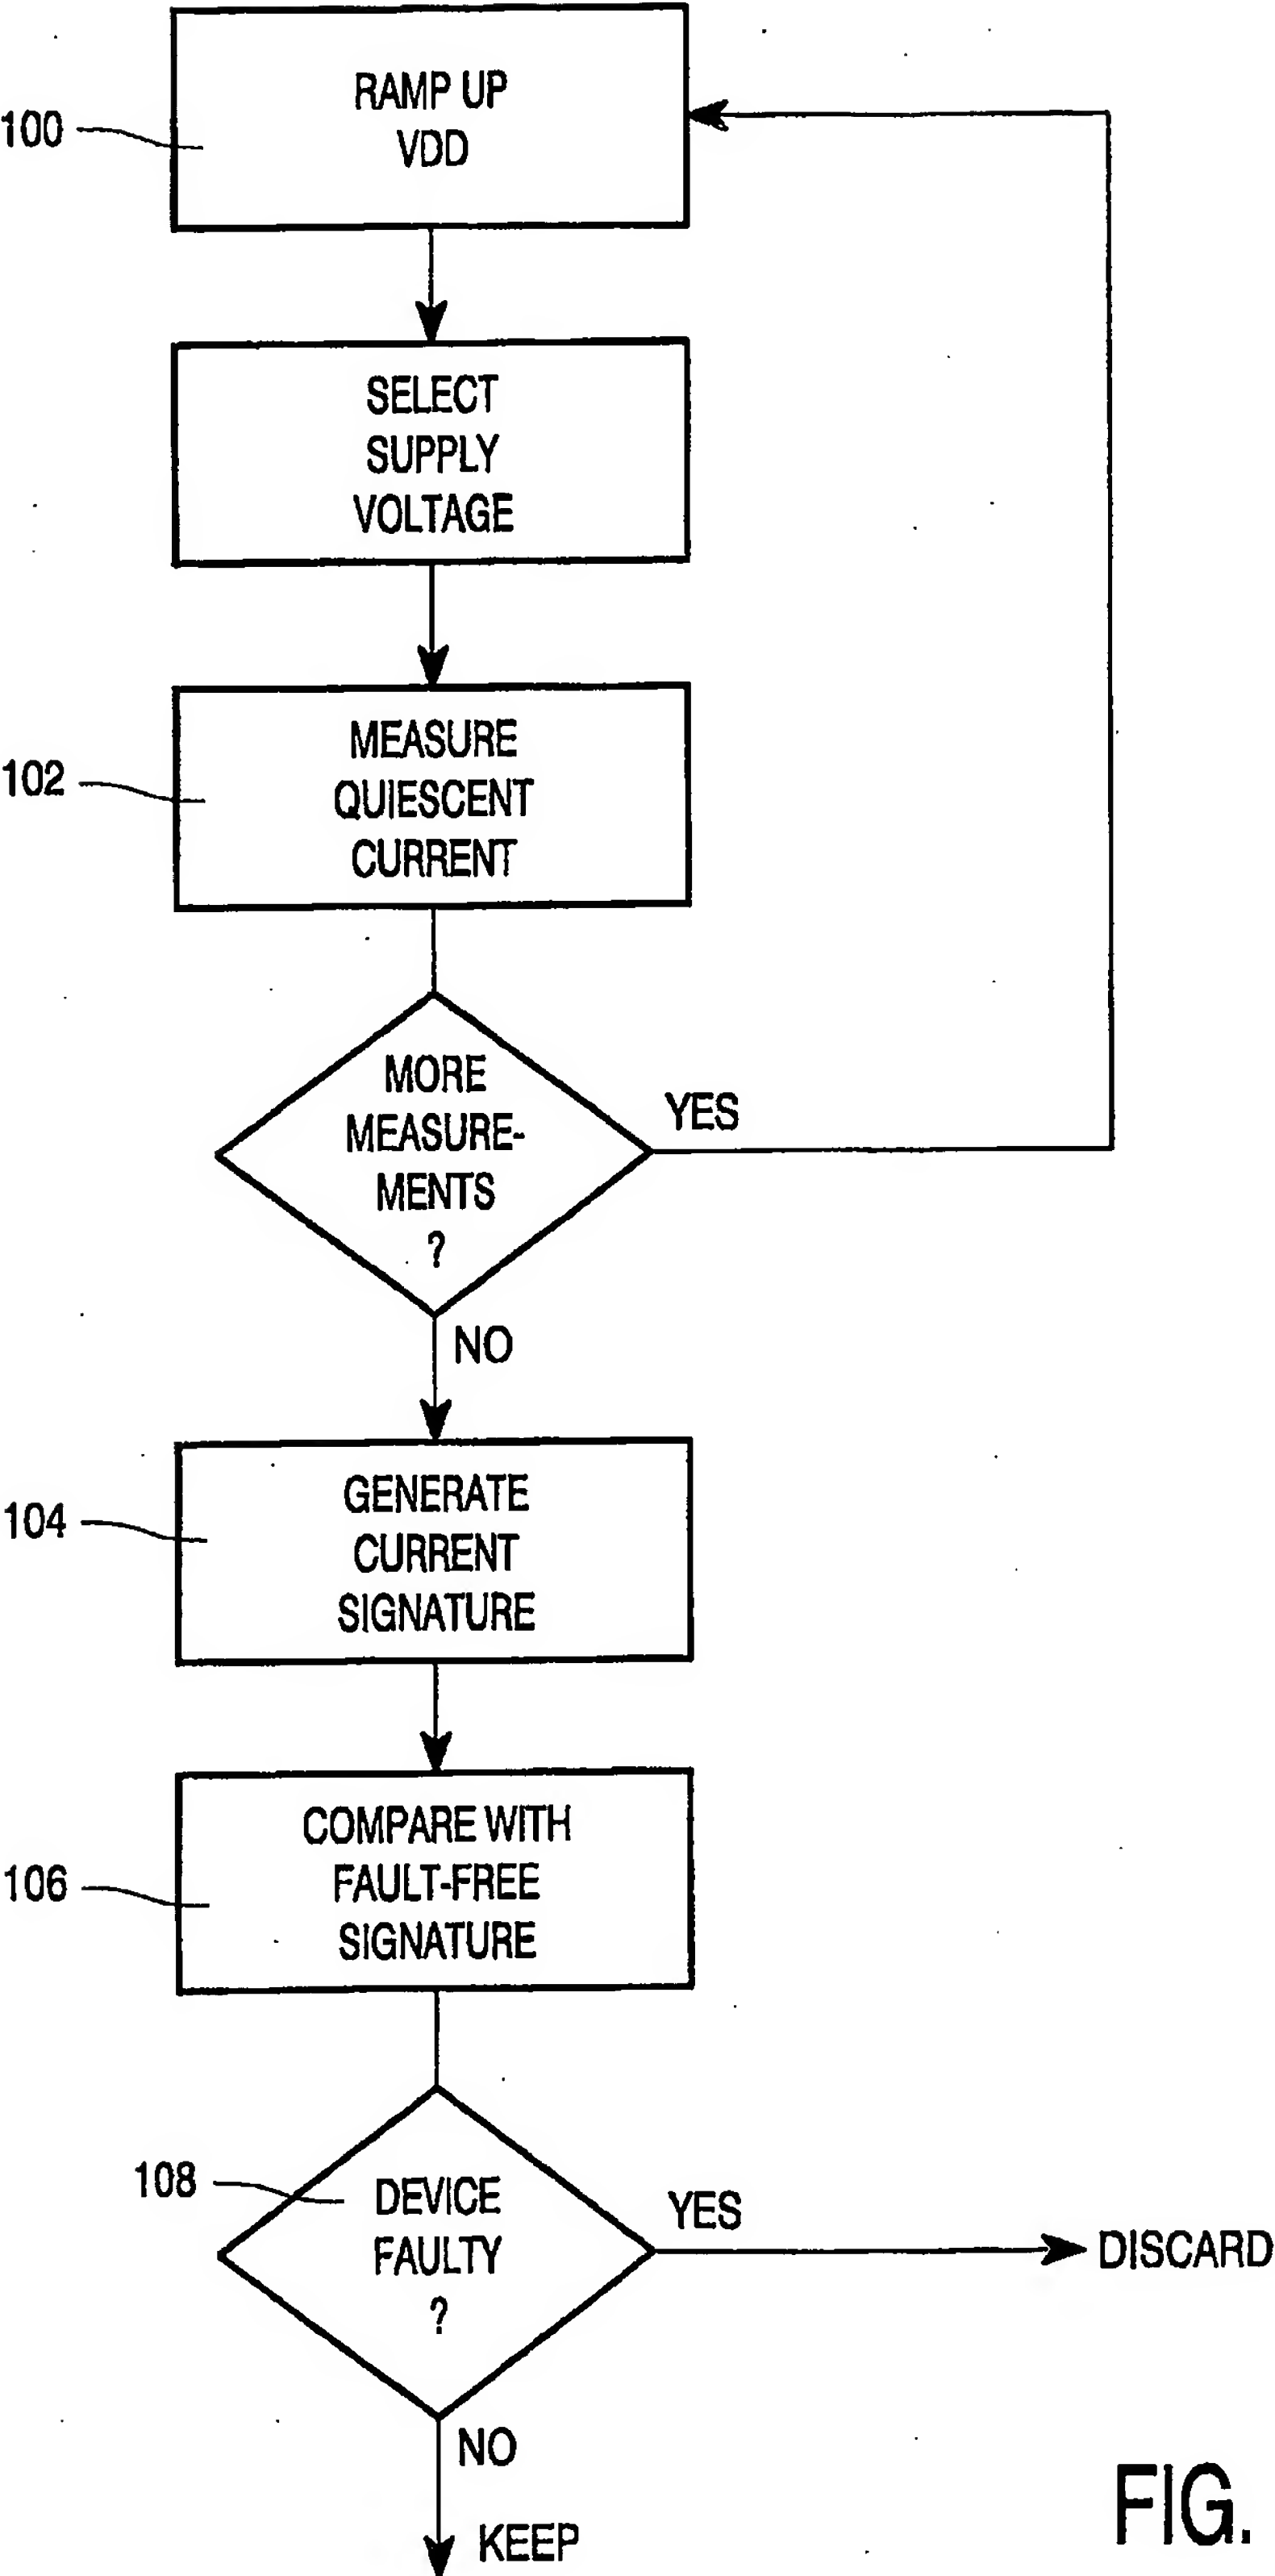 RAMP UP
VDD
100
SELECT
SUPPLY
VOLTAGE
MEASURE
QUIESCENT
CURRENT
102
MORE
MEASURE-
MENTS
?
YES
NO
GENERATE
CURRENT
SIGNATURE
104
COMPARE WITH
FAULT-FREE
SIGNATURE
106
108
DEVICE
FAULTY
?
YES
DISCARD
NO
KEEP
FIG.